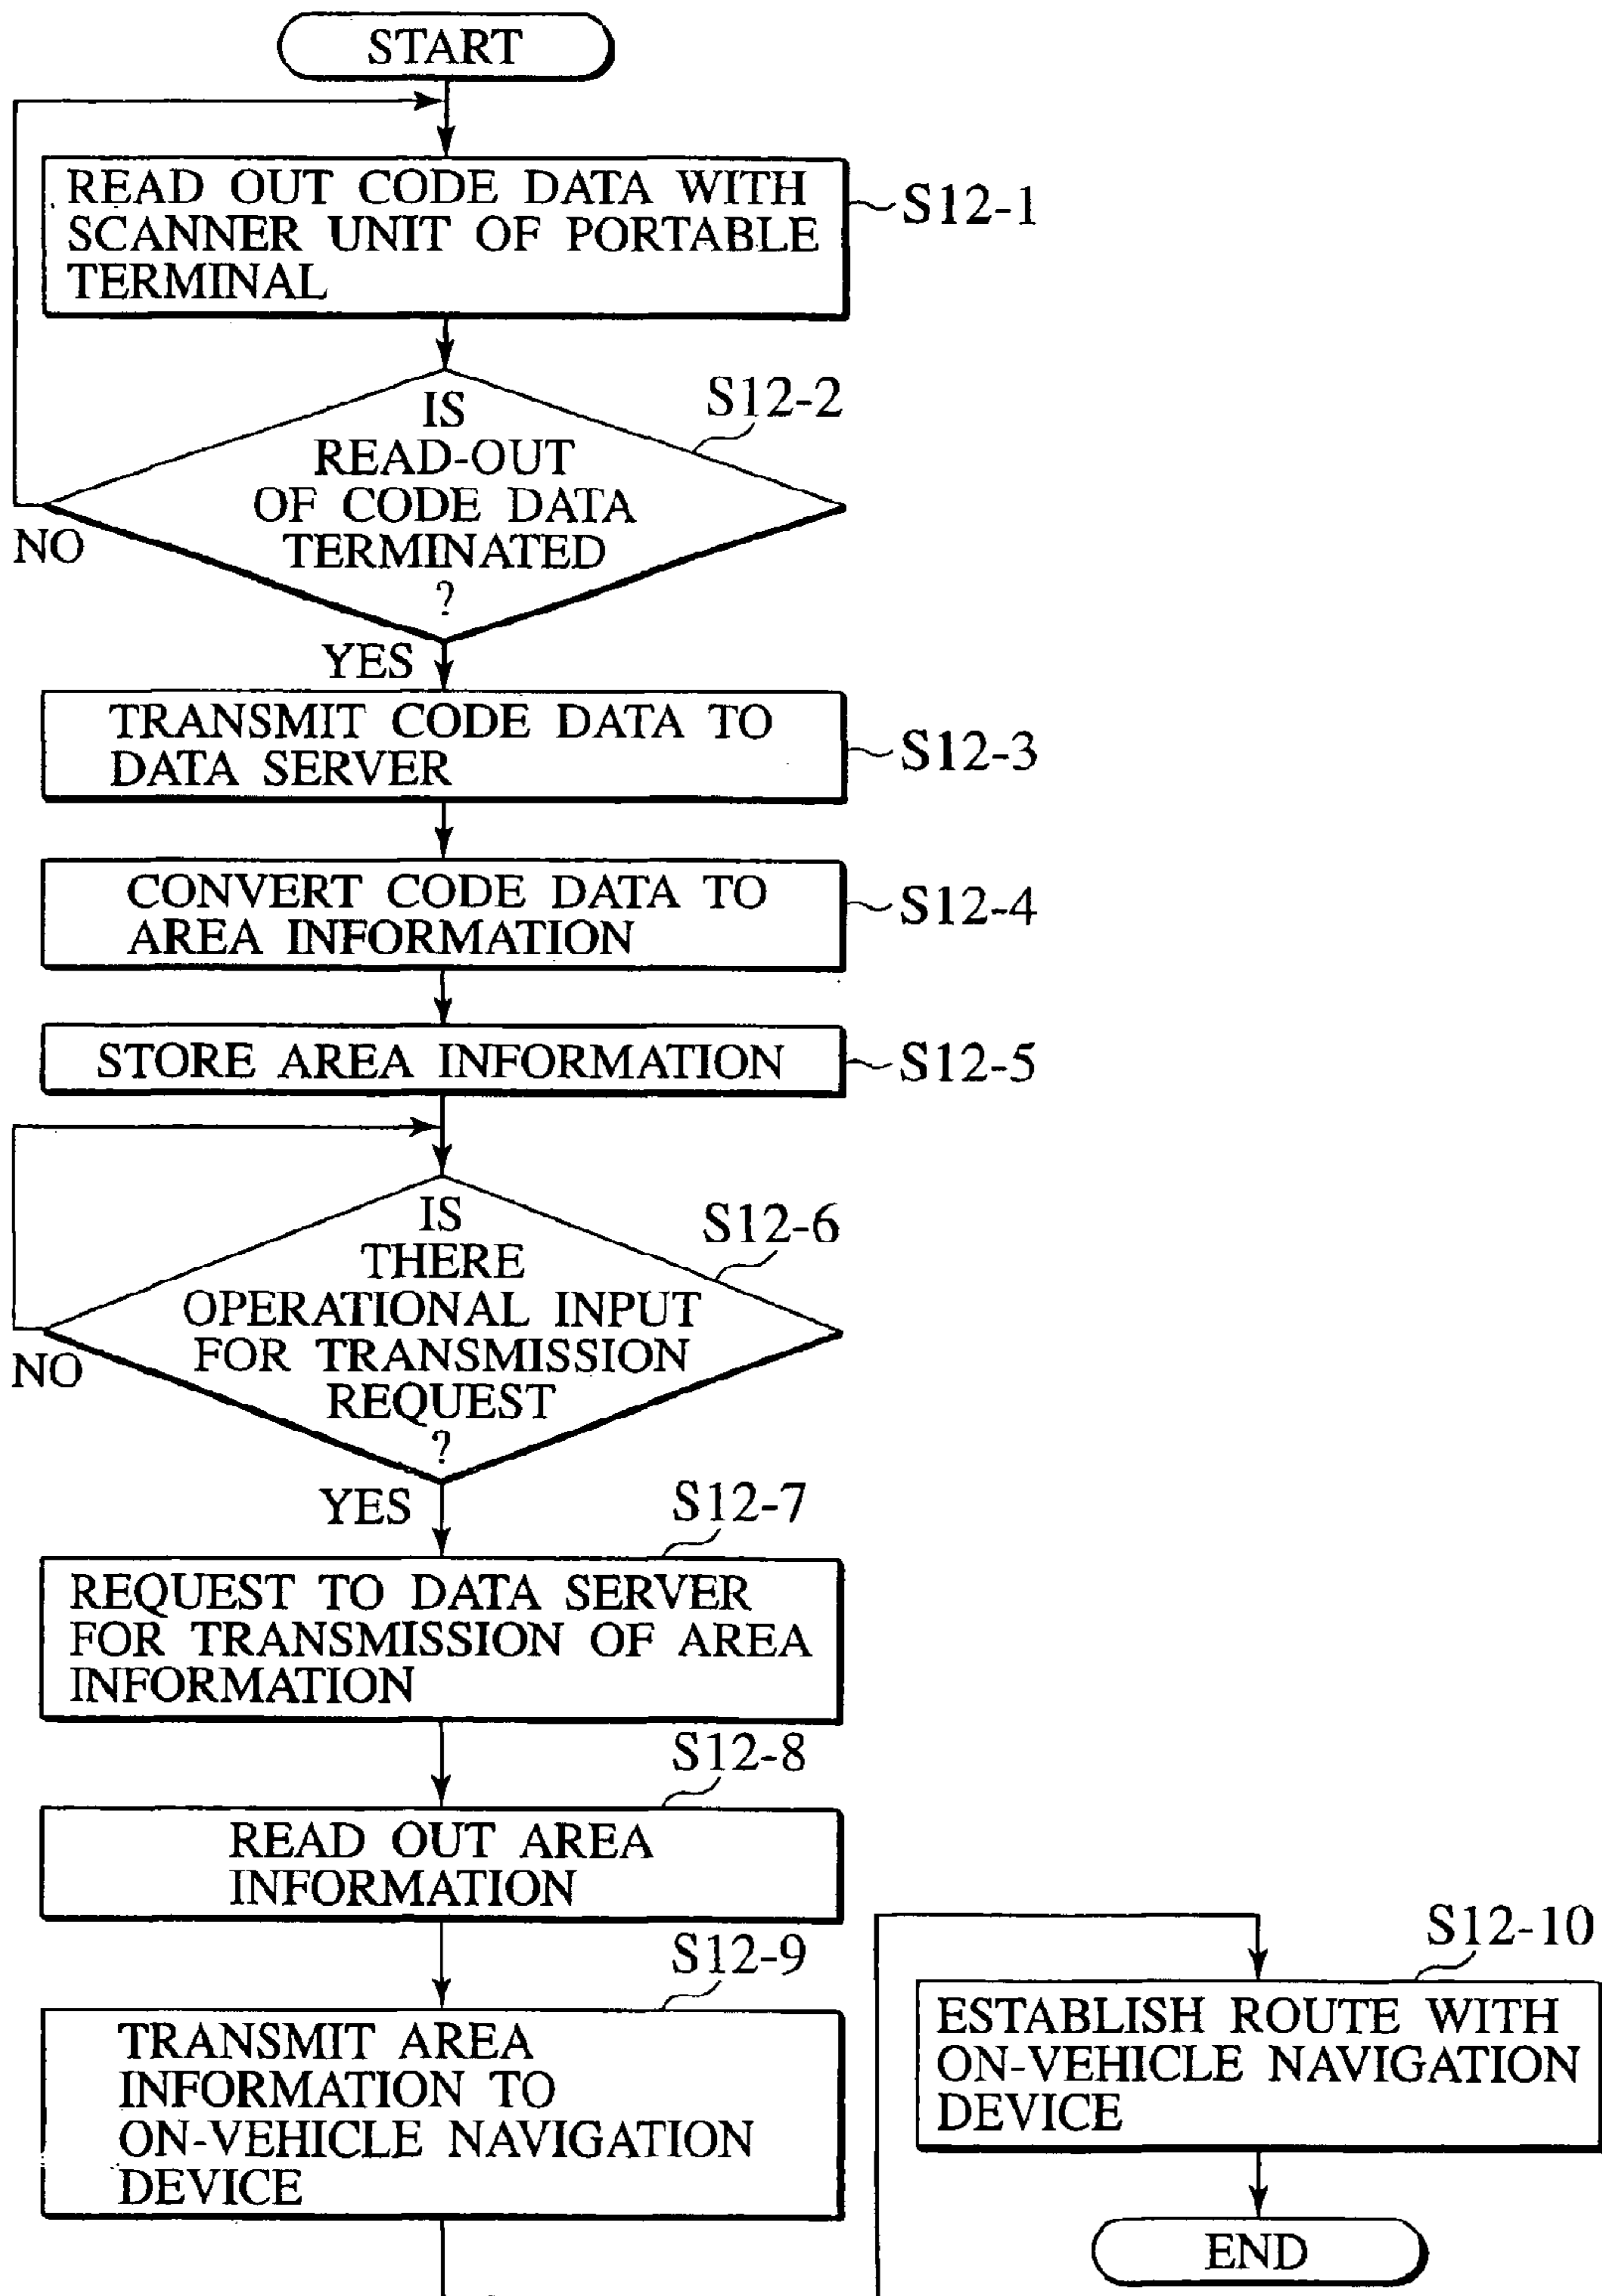 START
READ OUT CODE DATA WITH
SCANNER UNIT OF PORTABLE
TERMINAL
S12-1
S12-2
IS
READ-OUT
OF CODE DATA
TERMINATED
?
NO
YES
TRANSMIT CODE DATA TO
DATA SERVER
S12-3
CONVERT CODE DATA TO
AREA INFORMATION
S12-4
STORE AREA INFORMATION
S12-5
S12-6
IS
THERE
OPERATIONAL INPUT
FOR TRANSMISSION
REQUEST
?
NO
YES
S12-7
REQUEST TO DATA SERVER
FOR TRANSMISSION OF AREA
INFORMATION
S12-8
READ OUT AREA
INFORMATION
S12-9
TRANSMIT AREA
INFORMATION TO
ON-VEHICLE NAVIGATION
DEVICE
S12-10
ESTABLISH ROUTE WITH
ON-VEHICLE NAVIGATION
DEVICE
END